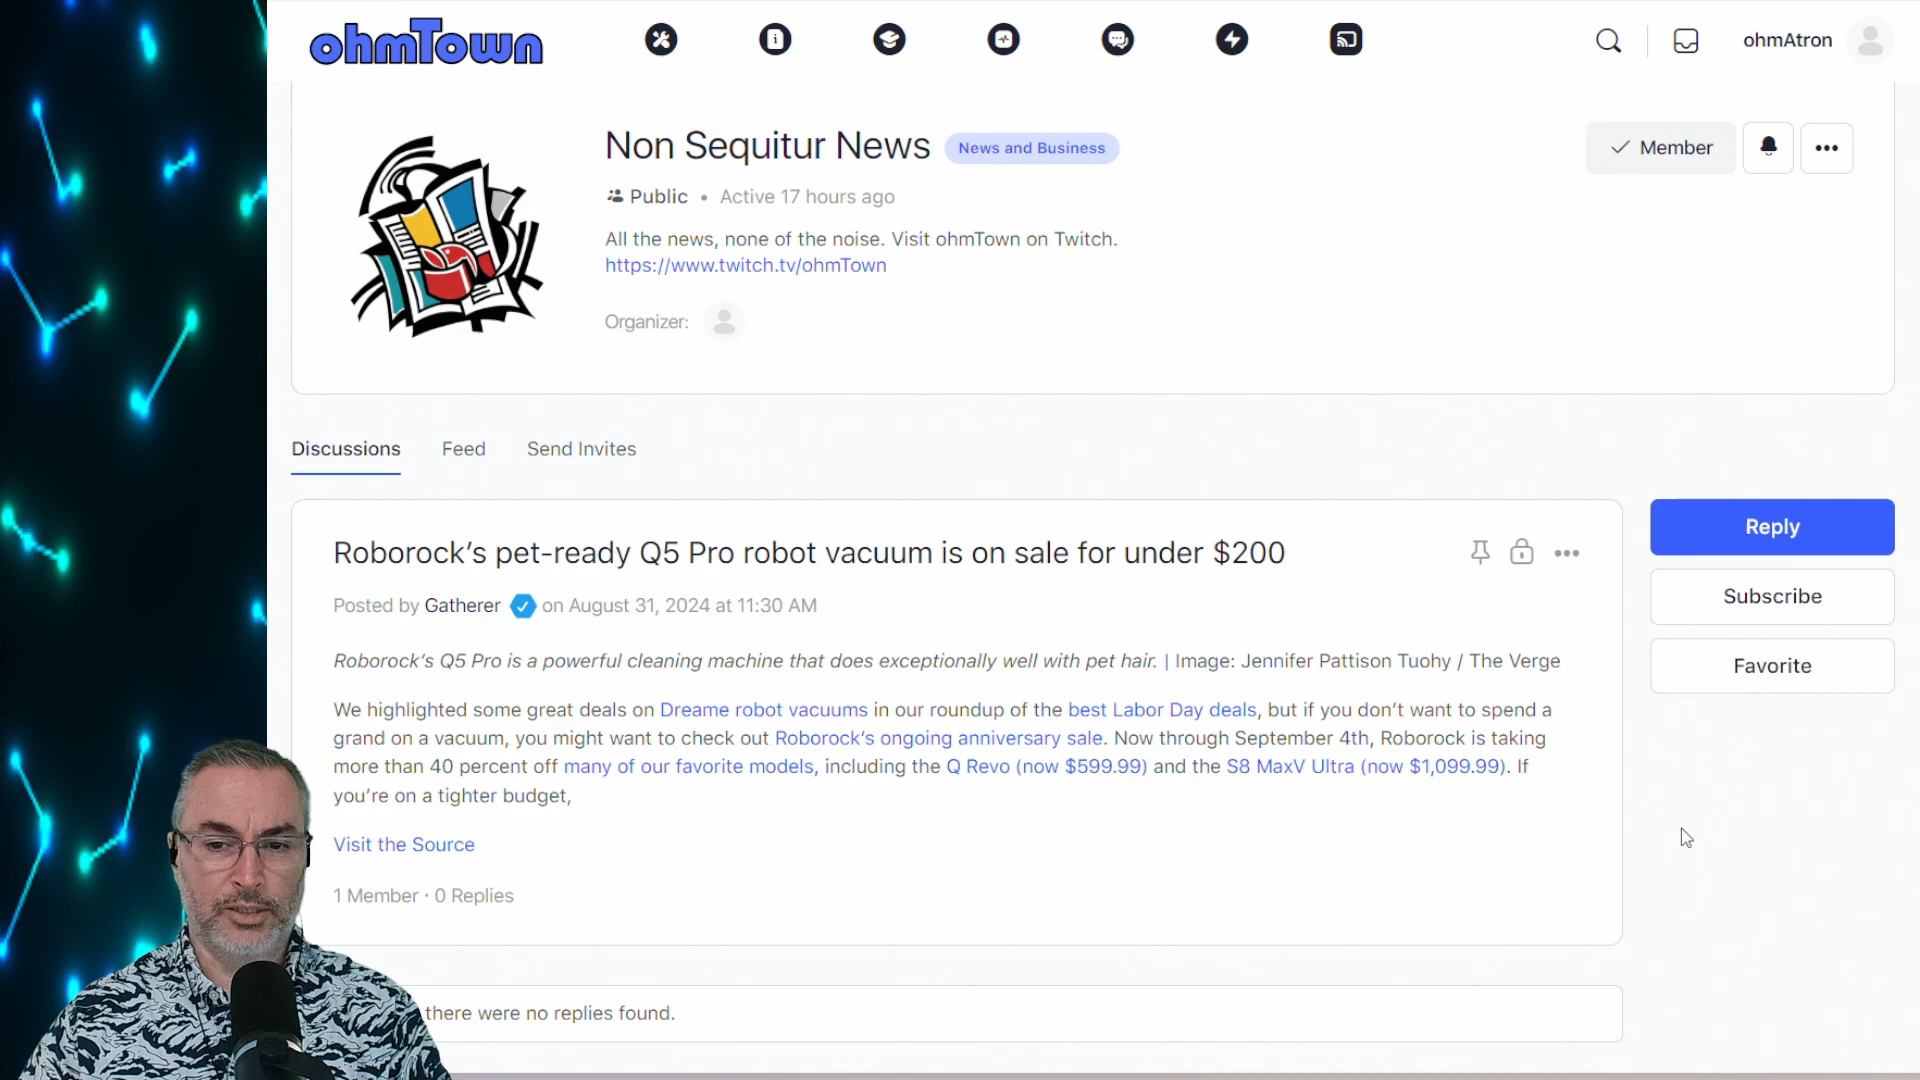 ohmTown
ohmAtron
Non Sequitur News
News and Business
Member
Public • Active 17 hours ago
All the news, none of the noise. Visit ohmTown on Twitch.
https://www.twitch.tv/ohmTown
Organizer:
Discussions
Feed
Send Invites
Roborock’s pet-ready Q5 Pro robot vacuum is on sale for under $200
Posted by Gatherer on August 31, 2024 at 11:30 AM
Roborock’s Q5 Pro is a powerful cleaning machine that does exceptionally well with pet hair. | Image: Jennifer Pattison Tuohy / The Verge
We highlighted some great deals on Dreame robot vacuums in our roundup of the best Labor Day deals, but if you don’t want to spend a
grand on a vacuum, you might want to check out Roborock’s ongoing anniversary sale. Now through September 4th, Roborock is taking
more than 40 percent off many of our favorite models, including the Q Revo (now $599.99) and the S8 MaxV Ultra (now $1,099.99). If
you’re on a tighter budget,
Visit the Source
1 Member · 0 Replies
Reply
Subscribe
Favorite
there were no replies found.